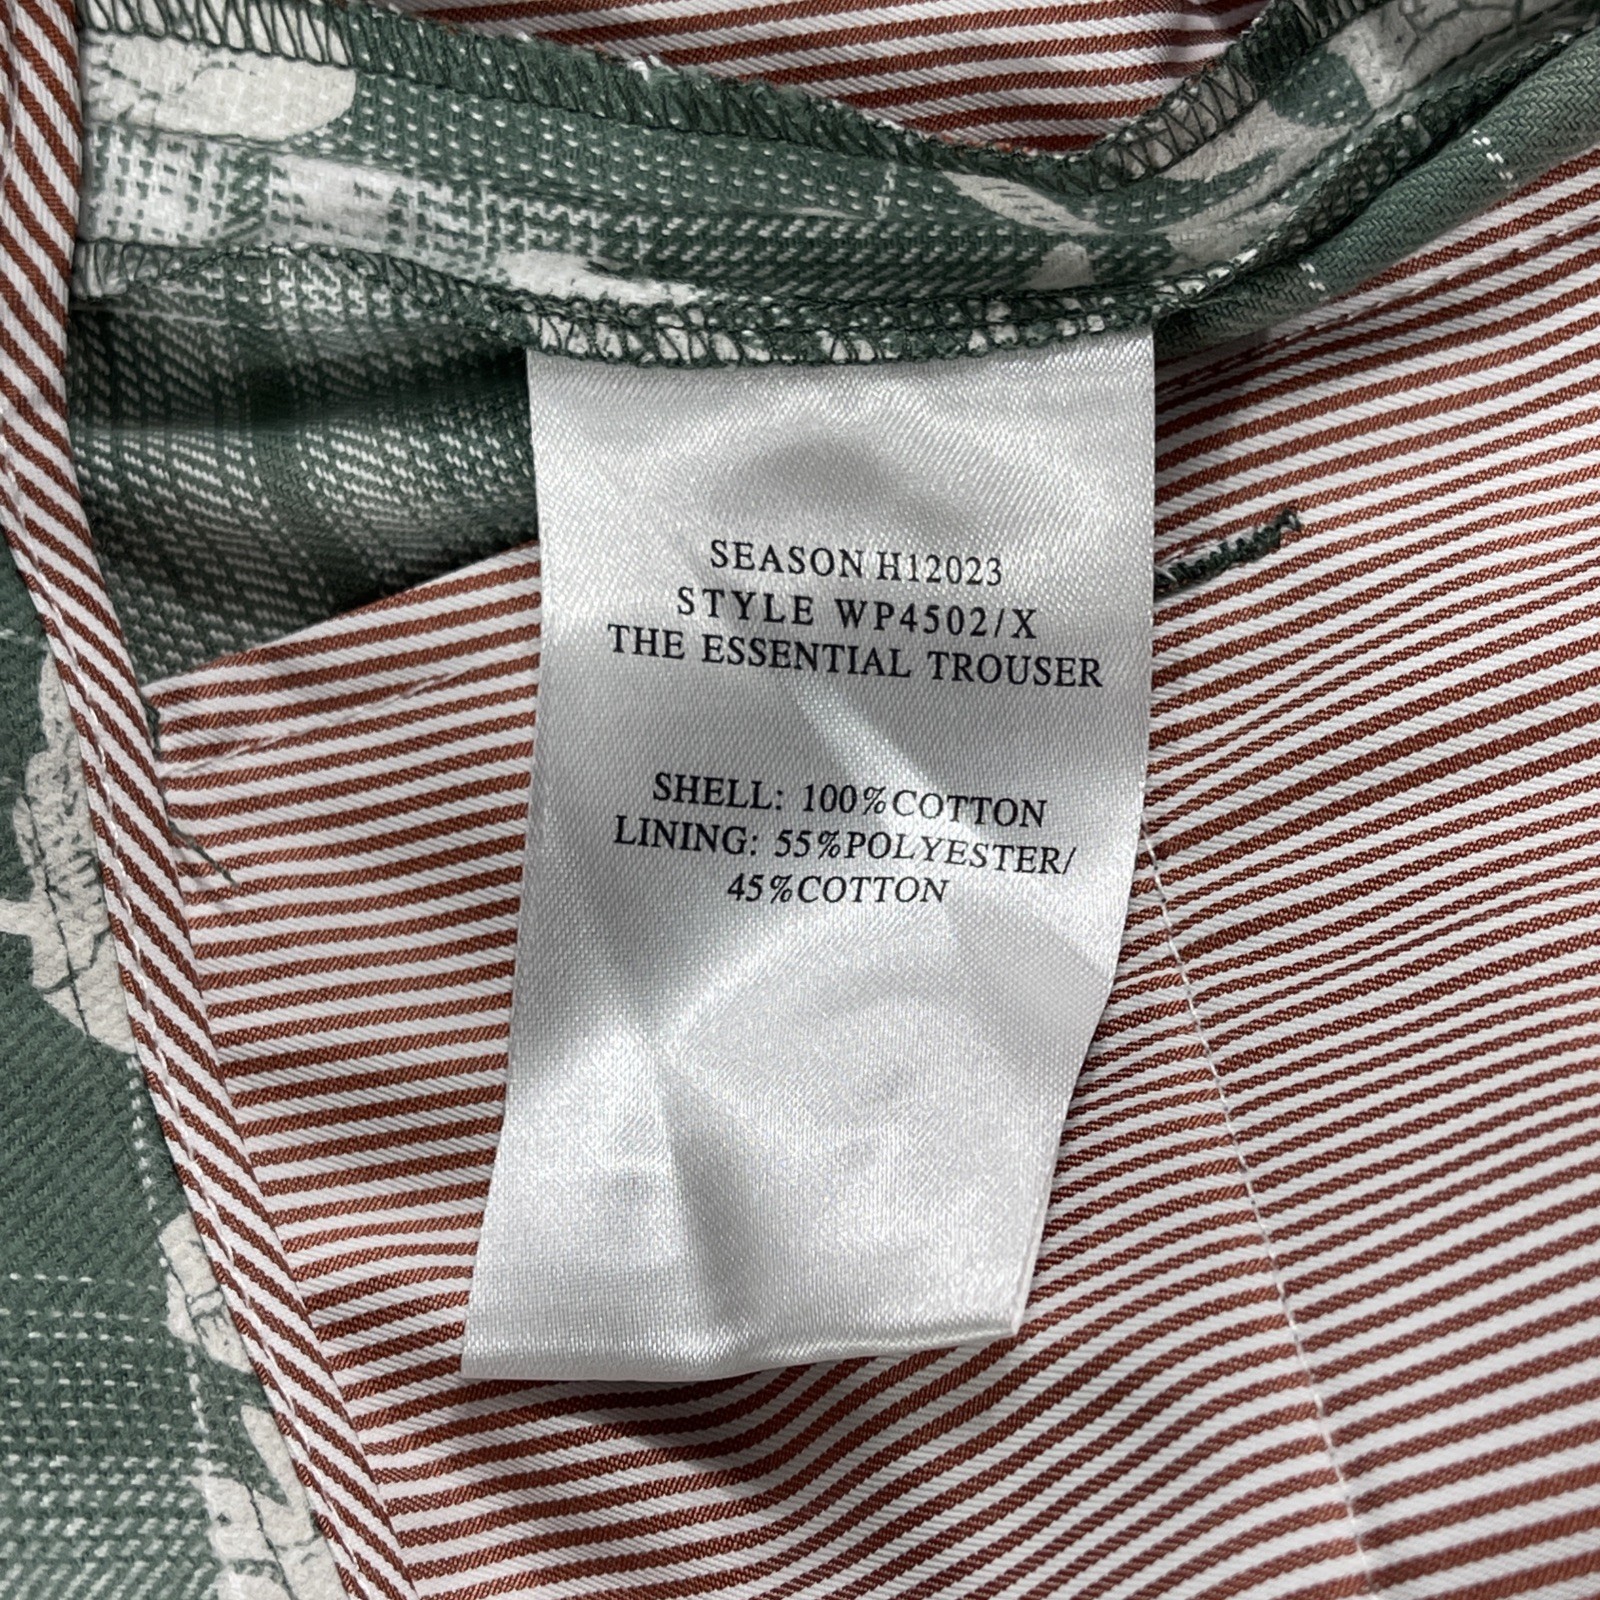 SEASON H12023
STYLE WP4502/X
THE ESSENTIAL TROUSER
SHELL: 100%COTTON
LINING: 55%POLYESTER/
45%COTTON